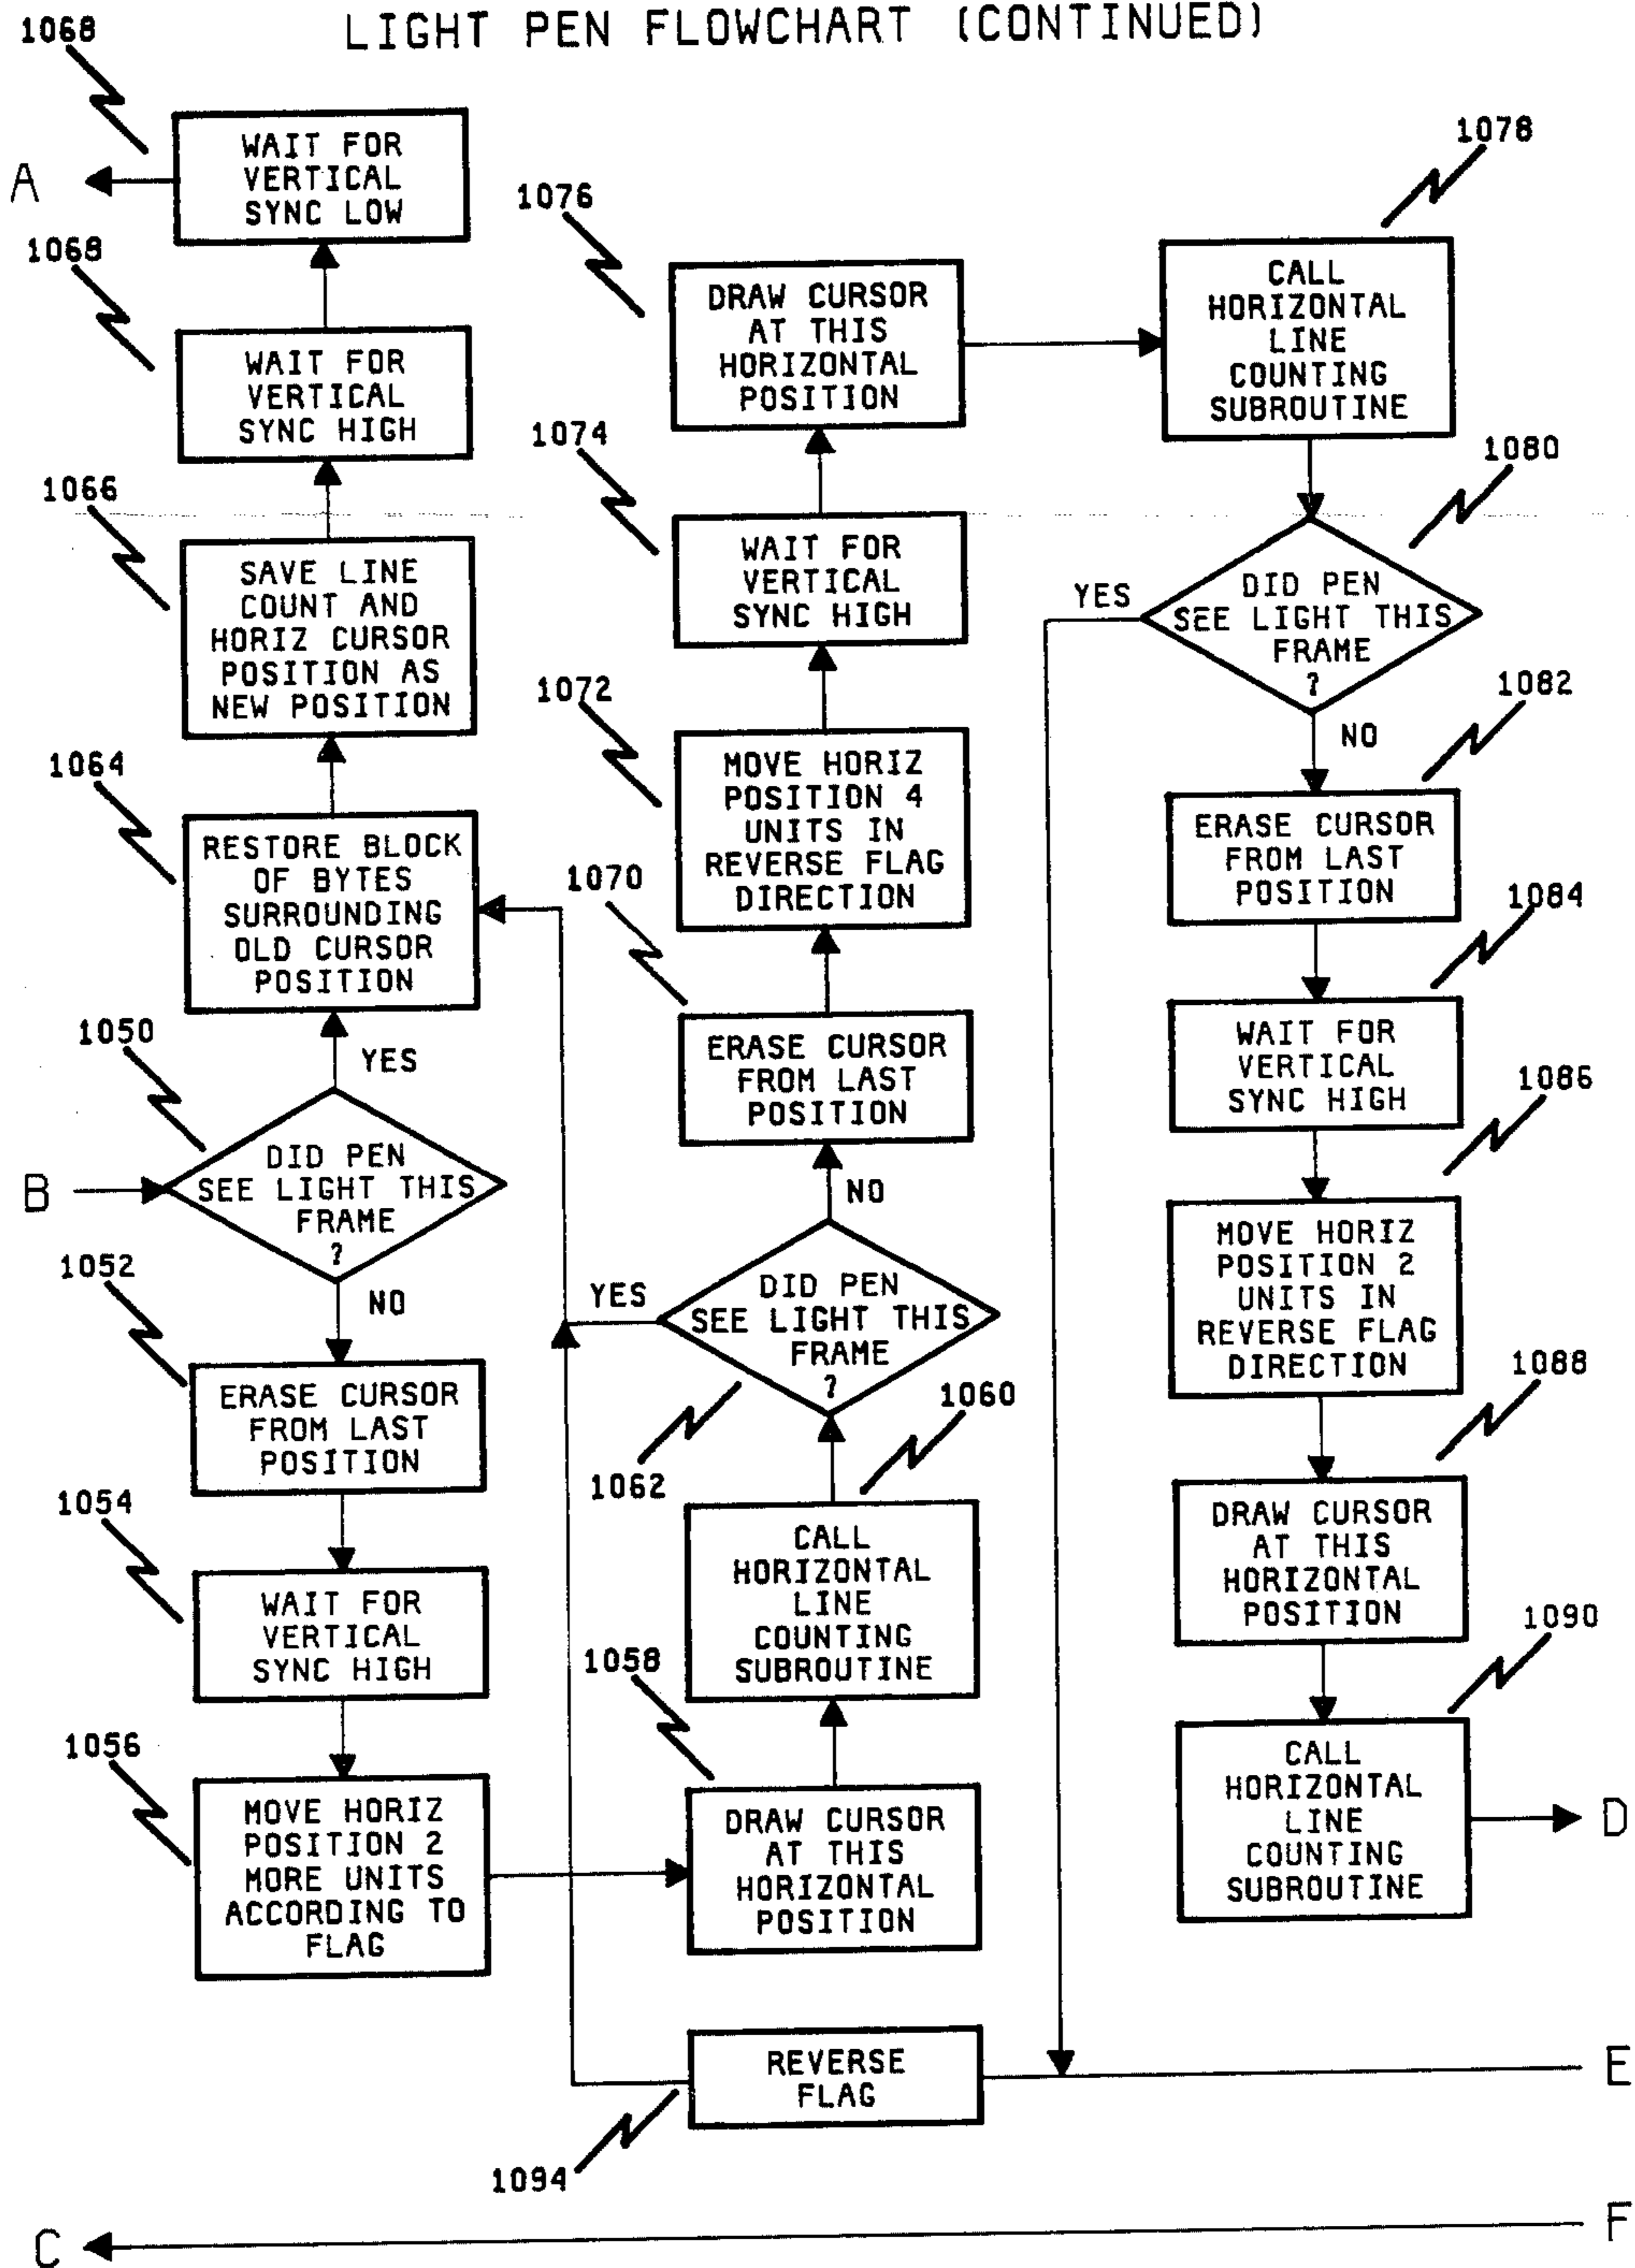 LIGHT PEN FLOWCHART (CONTINUED)
1068
WAIT FOR
VERTICAL
SYNC LOW
A
1068
WAIT FOR
VERTICAL
SYNC HIGH
1066
SAVE LINE
COUNT AND
HORIZ CURSOR
POSITION AS
NEW POSITION
1064
RESTORE BLOCK
OF BYTES
SURROUNDING
OLD CURSOR
POSITION
1050
YES
DID PEN
SEE LIGHT THIS
FRAME
?
B
1052
NO
ERASE CURSOR
FROM LAST
POSITION
1054
WAIT FOR
VERTICAL
SYNC HIGH
1056
MOVE HORIZ
POSITION 2
MORE UNITS
ACCORDING TO
FLAG
1076
DRAW CURSOR
AT THIS
HORIZONTAL
POSITION
1074
WAIT FOR
VERTICAL
SYNC HIGH
1072
MOVE HORIZ
POSITION 4
UNITS IN
REVERSE FLAG
DIRECTION
1070
ERASE CURSOR
FROM LAST
POSITION
NO
YES
DID PEN
SEE LIGHT THIS
FRAME
?
1062
1060
CALL
HORIZONTAL
LINE
COUNTING
SUBROUTINE
1058
DRAW CURSOR
AT THIS
HORIZONTAL
POSITION
REVERSE
FLAG
1094
1078
CALL
HORIZONTAL
LINE
COUNTING
SUBROUTINE
1080
YES
DID PEN
SEE LIGHT THIS
FRAME
?
1082
NO
ERASE CURSOR
FROM LAST
POSITION
1084
WAIT FOR
VERTICAL
SYNC HIGH
1086
MOVE HORIZ
POSITION 2
UNITS IN
REVERSE FLAG
DIRECTION
1088
DRAW CURSOR
AT THIS
HORIZONTAL
POSITION
1090
CALL
HORIZONTAL
LINE
COUNTING
SUBROUTINE
D
E
C
F